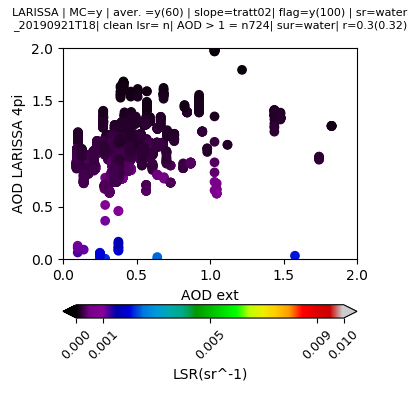 LARISSA | MC=y | aver. =y(60) | slope=tratt02| flag=y(100) | sr=water
_20190921T18| clean lsr= n| AOD > 1 = n724| sur=water| r=0.3(0.32)
2.0
1.5
1.0
0.5
0.0
AOD LARISSA 4pi
0.0 0.5 1.0 1.5 2.0
AOD ext
0.000 0.001 0.005 0.009 0.010
LSR(sr^-1)